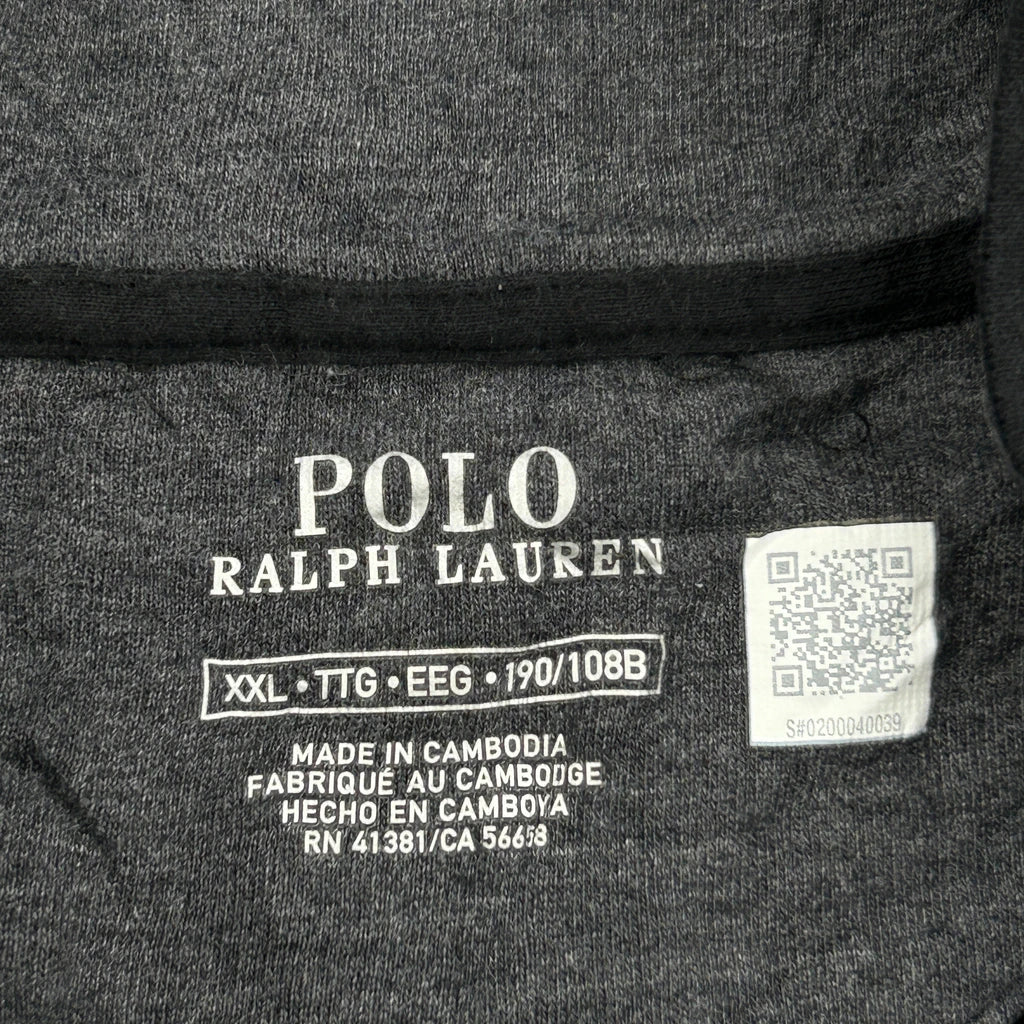 POLO
RALPH LAUREN
XXL • TTG • EEG • 190/108B
MADE IN CAMBODIA
FABRIQUÉ AU CAMBODGE
HECHO EN CAMBOYA
RN 41381/CA 56658
S#0200040039